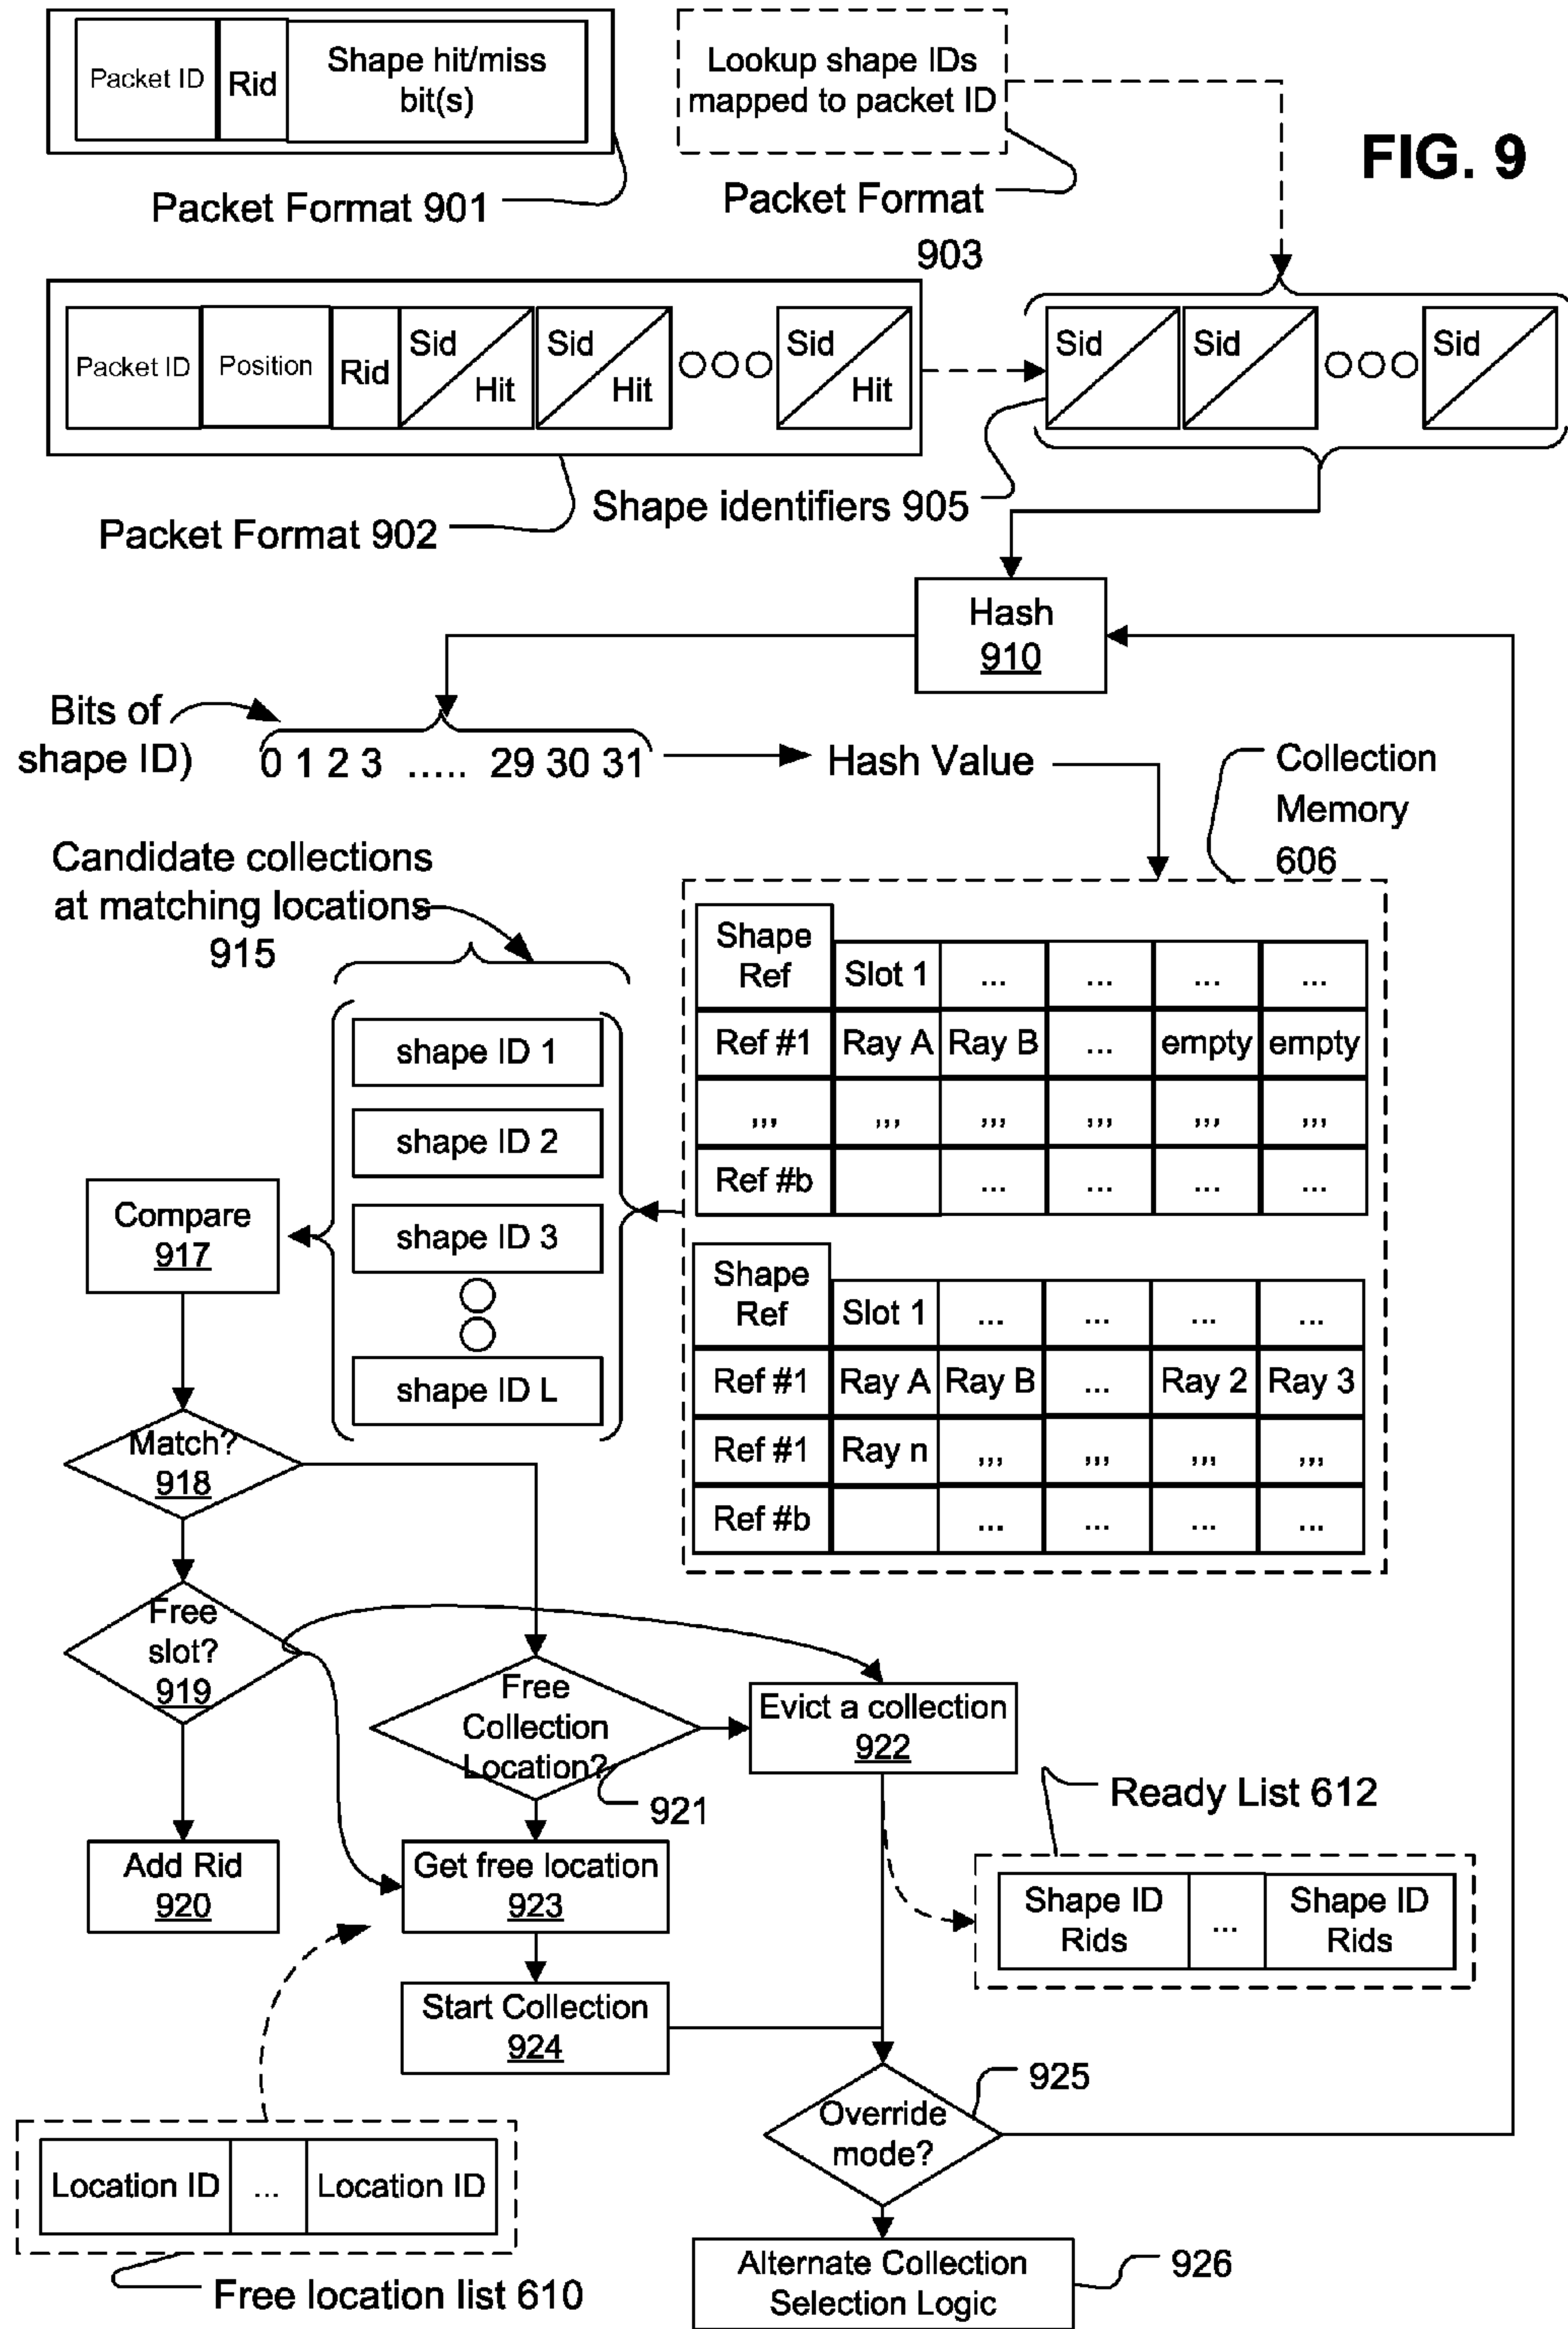 Packet ID
Rid
Shape hit/miss
bit(s)
Packet Format 901
Lookup shape IDs
mapped to packet ID
Packet Format
903
FIG. 9
Packet ID
Position
Rid
Sid
Hit
Sid
Hit
Sid
Hit
Sid
Sid
Sid
Packet Format 902
Shape identifiers 905
Hash
910
Bits of
shape ID)
0 1 2 3 ..... 29 30 31
Hash Value
Collection
Memory
606
Candidate collections
at matching locations
915
shape ID 1
shape ID 2
shape ID 3
shape ID L
Shape
Ref
Slot 1 ... ... ... ...
Ref #1 Ray A Ray B ... empty empty
,,, ,,, ,,, ,,, ,,, ,,,
Ref #b ... ... ... ...
Shape
Ref
Slot 1 ... ... ... ...
Ref #1 Ray A Ray B ... Ray 2 Ray 3
Ref #1 Ray n ,,, ,,, ,,, ,,,
Ref #b ... ... ... ...
Compare
917
Match?
918
Free
slot?
919
Add Rid
920
Free
Collection
Location?
921
Evict a collection
922
Get free location
923
Start Collection
924
Ready List 612
Shape ID
Rids
...
Shape ID
Rids
925
Override
mode?
Location ID ... Location ID
Free location list 610
Alternate Collection
Selection Logic
926